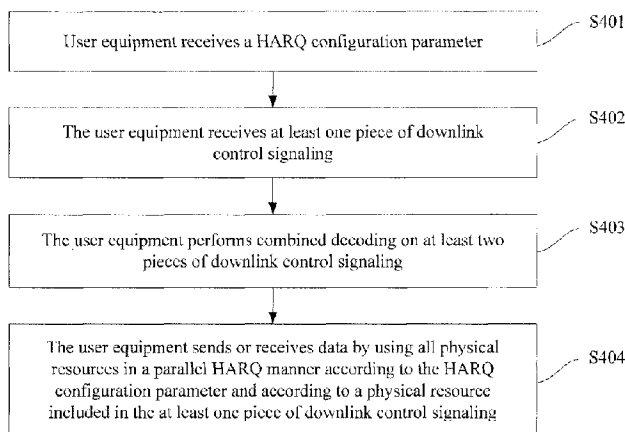 User equipment receives a HARQ configuration parameter
S401
The user equipment receives at least one piece of downlink
control signaling
S402
The user equipment performs combined decoding on at least two
pieces of downlink control signaling
S403
The user equipment sends or receives data by using all physical
resources in a parallel HARQ manner according to the HARQ
configuration parameter and according to a physical resource
included in the at least one piece of downlink control signaling
S404